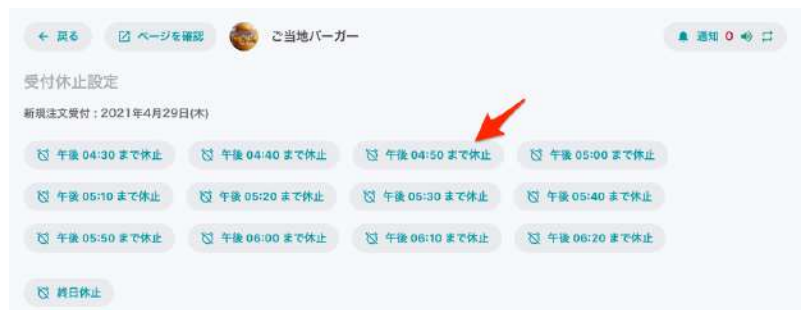 戻る ページを確認 ご当地バーガー 通知 0
受付休止設定
新規注文受付：2021年4月29日(木)
午後 04:30 まで休止 午後 04:40 まで休止 午後 04:50 まで休止 午後 05:00 まで休止
午後 05:10 まで休止 午後 05:20 まで休止 午後 05:30 まで休止 午後 05:40 まで休止
午後 05:50 まで休止 午後 06:00 まで休止 午後 06:10 まで休止 午後 06:20 まで休止
終日休止